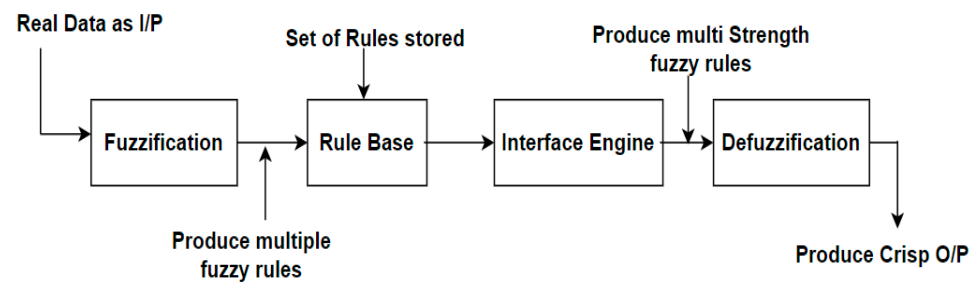 Real Data as I/P
Set of Rules stored
Produce multi Strength
fuzzy rules
Fuzzification
Rule Base
Interface Engine
Defuzzification
Produce multiple
fuzzy rules
Produce Crisp O/P